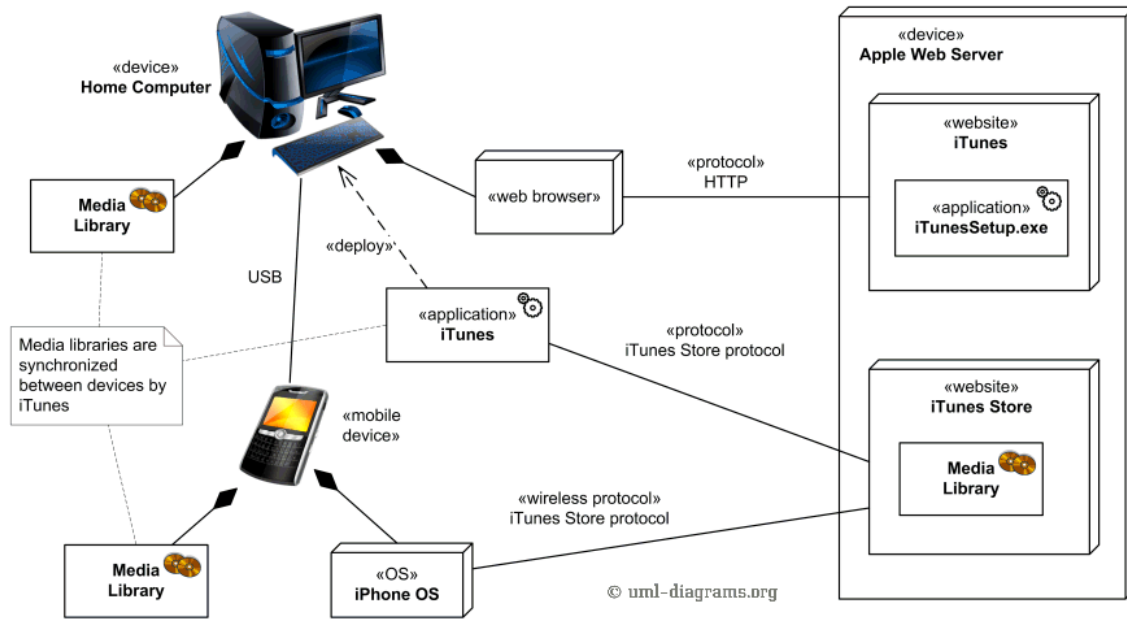 «device»
Home Computer
«device»
Apple Web Server
«website»
iTunes
«application»
iTunesSetup.exe
«protocol»
HTTP
«web browser»
Media
Library
«deploy»
USB
«application»
iTunes
«protocol»
iTunes Store protocol
Media libraries are
synchronized
between devices by
iTunes
«website»
iTunes Store
Media
Library
«mobile
device»
«wireless protocol»
iTunes Store protocol
Media
Library
«OS»
iPhone OS
© uml-diagrams.org